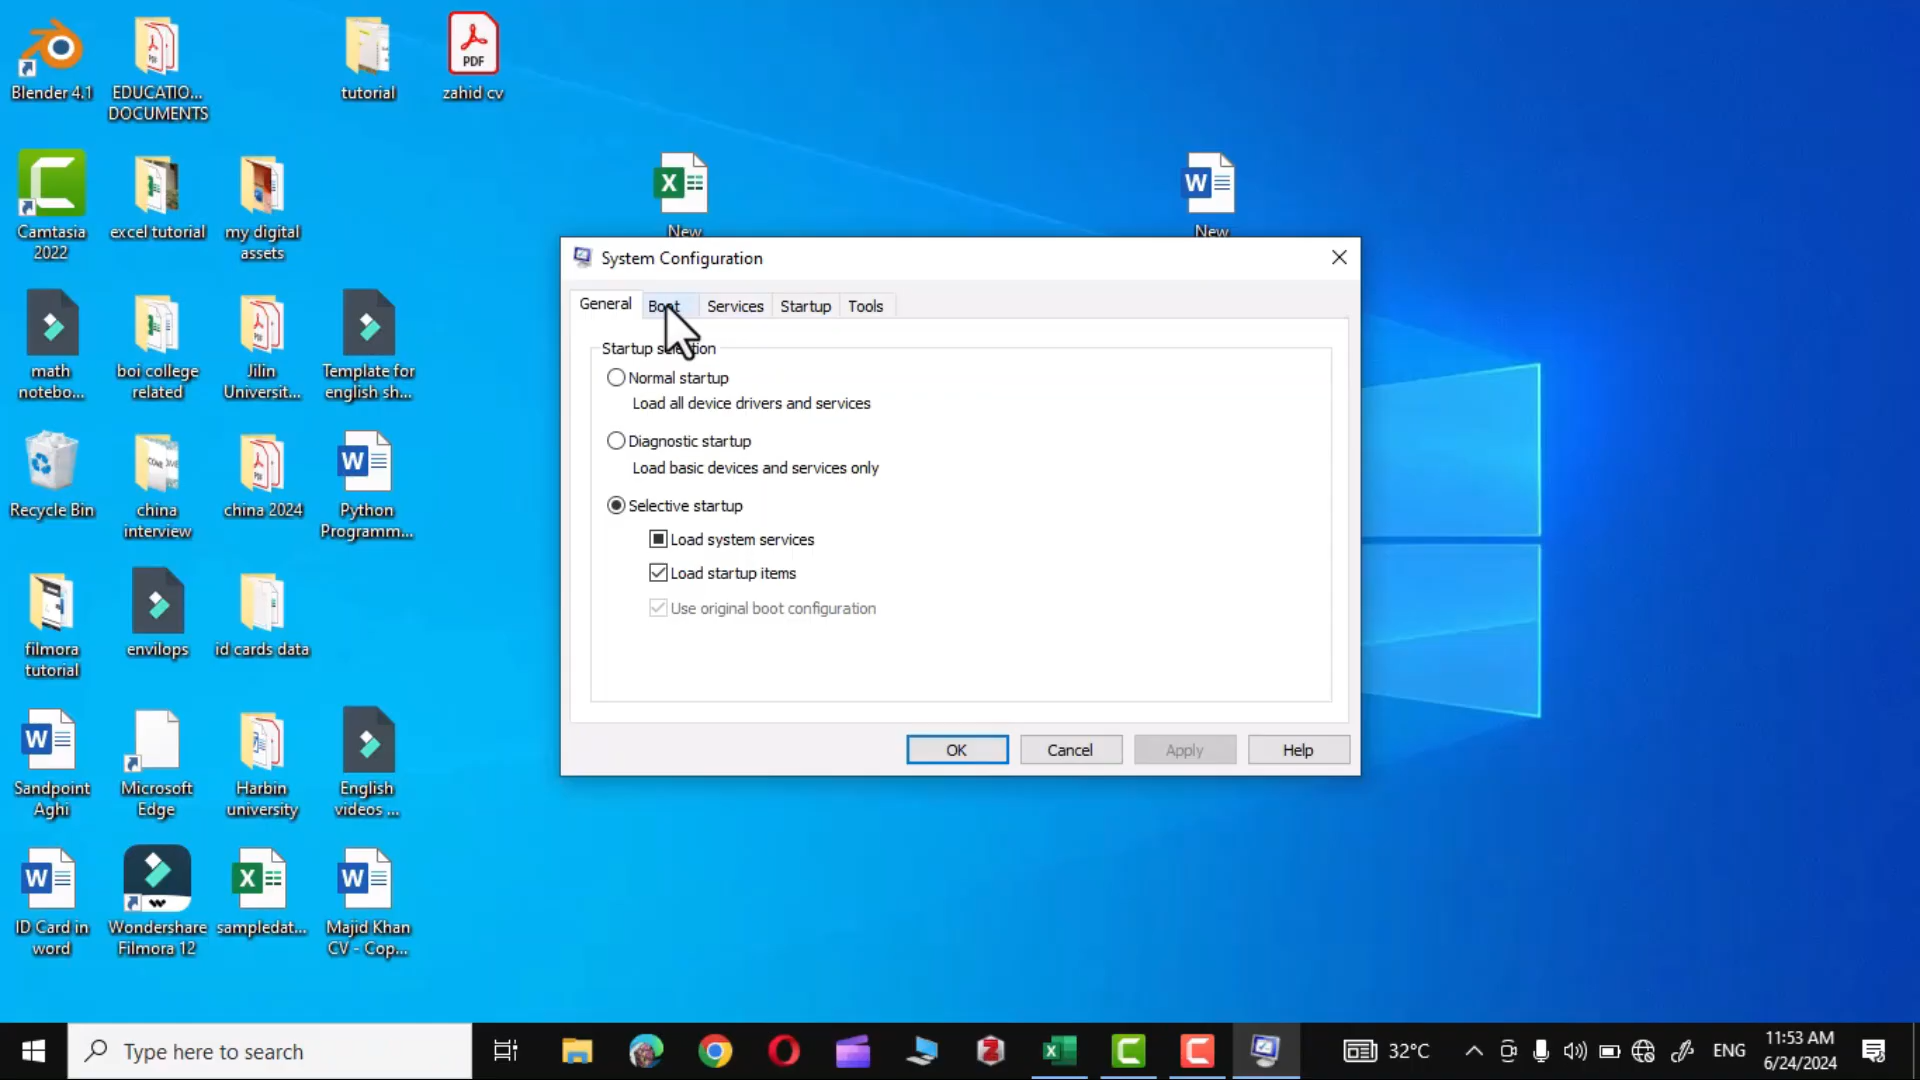 Blender 4.1
EDUCATIO...
DOCUMENTS
tutorial
PDF
zahid cv
Camtasia
2022
excel tutorial
my digital
assets
New
New
math
notebo...
boi college
related
Jilin
Universit...
Template for
english sh...
Recycle Bin
china
interview
china 2024
Python
Programm...
filmora
tutorial
envilops
id cards data
Sandpoint
Aghi
Microsoft
Edge
Harbin
university
English
videos ...
ID Card in
word
Wondershare
Filmora 12
sampledat...
Majid Khan
CV - Cop...
System Configuration
General
Boot
Services
Startup
Tools
Startup selection
Normal startup
Load all device drivers and services
Diagnostic startup
Load basic devices and services only
Selective startup
Load system services
Load startup items
Use original boot configuration
OK
Cancel
Apply
Help
Type here to search
32°C
ENG
11:53 AM
6/24/2024